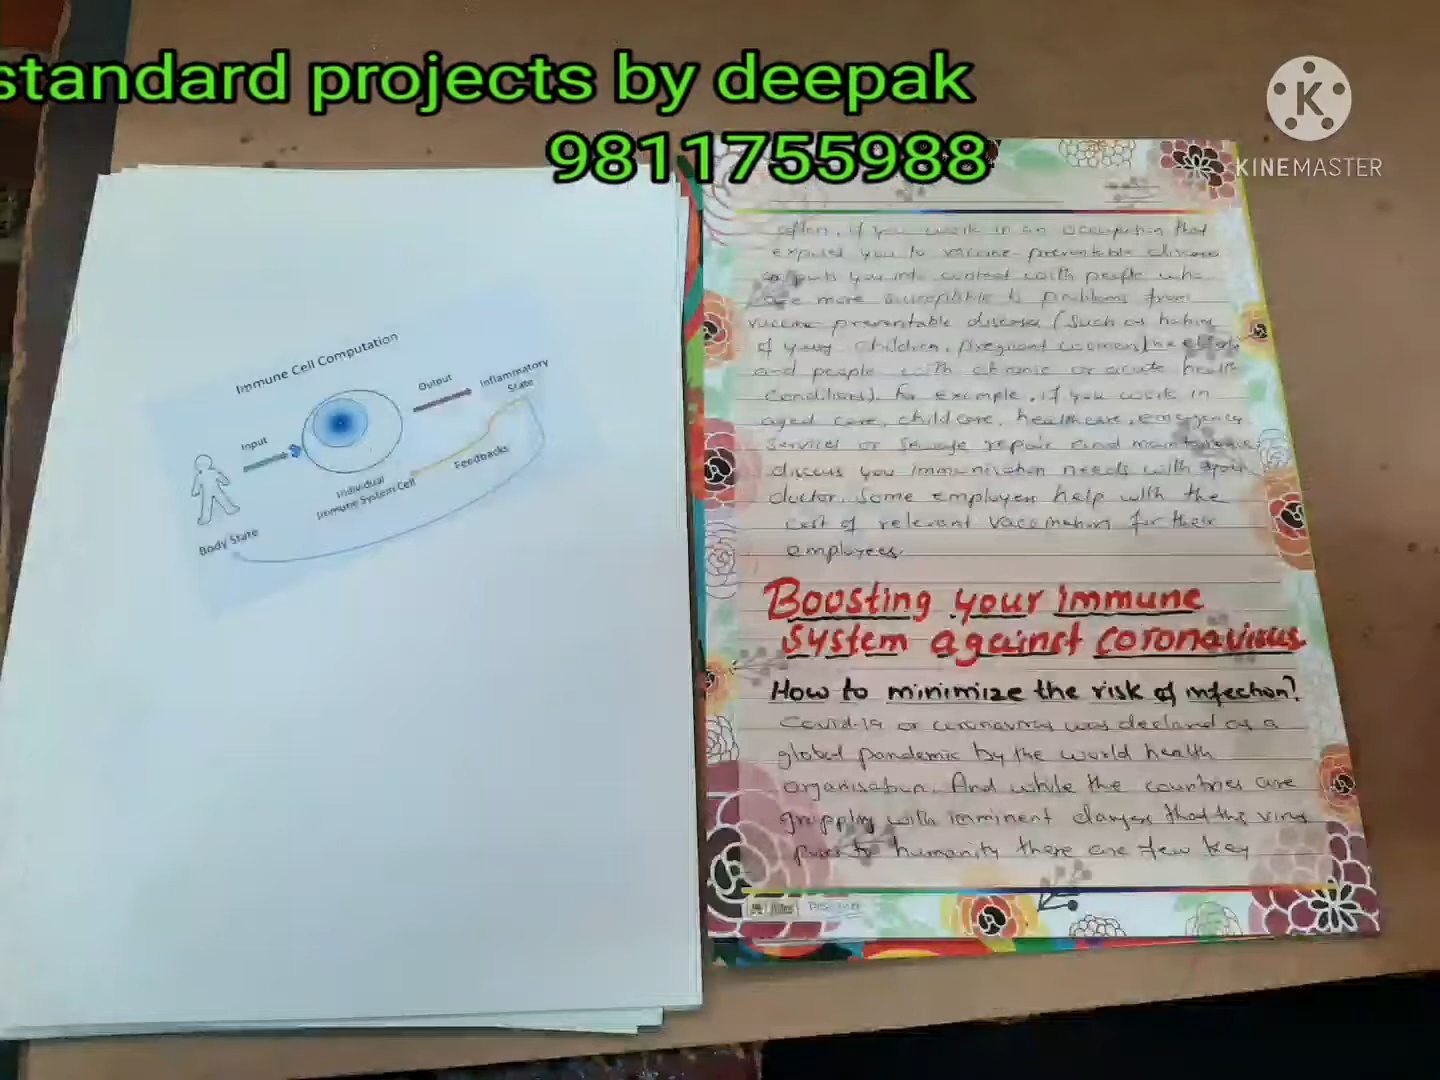 standard projects by deepak
9811755988
KINEMASTER
Immune Cell Computation
Input
Output
Inflammatory
State
Feedbacks
Individual
Immune System Cell
Body State
often, if you work in an occupation that
exposes you to vaccine-preventable disease
or puts you into contact with people who
are more susceptible to problems from
vaccine preventable disease (such as
of young children, pregnant women, the
and people with chronic or acute health
conditions). For example, if you work in
aged care, childcare, healthcare, emergency
services or sewage repair and maintenance
discuss you immunisation needs with your
doctor. Some employers help with the
cost of relevant vaccination for their
employees.
Boosting your immune
system against coronavirus
How to minimize the risk of infection?
Covid-19 or coronavirus was declared as a
global pandemic by the world health
organisation. And while the countries are
grappling with imminent danger that the virus
to humanity there are few key